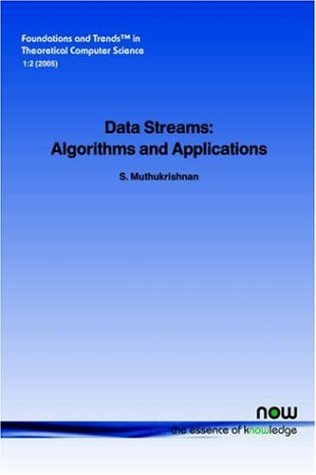 Foundations and Trends™ in
Theoretical Computer Science
1:2 (2005)
Data Streams:
Algorithms and Applications
S. Muthukrishnan
now
the essence of knowledge